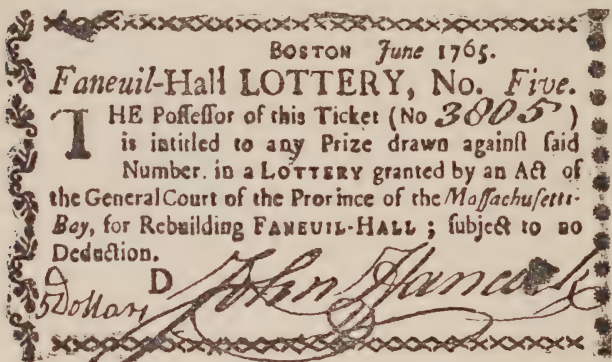 BOSTON June 1765.
Faneuil-Hall LOTTERY, No. Five.
THE Poſſeſſor of this Ticket (No 3805)
is intitled to any Prize drawn againſt ſaid
Number, in a LOTTERY granted by an Act of
the General Court of the Province of the Maſſachuſetts-
Bay, for Rebuilding FANEUIL-HALL; ſubject to no
Deduction.
D John Hancock
Dollar